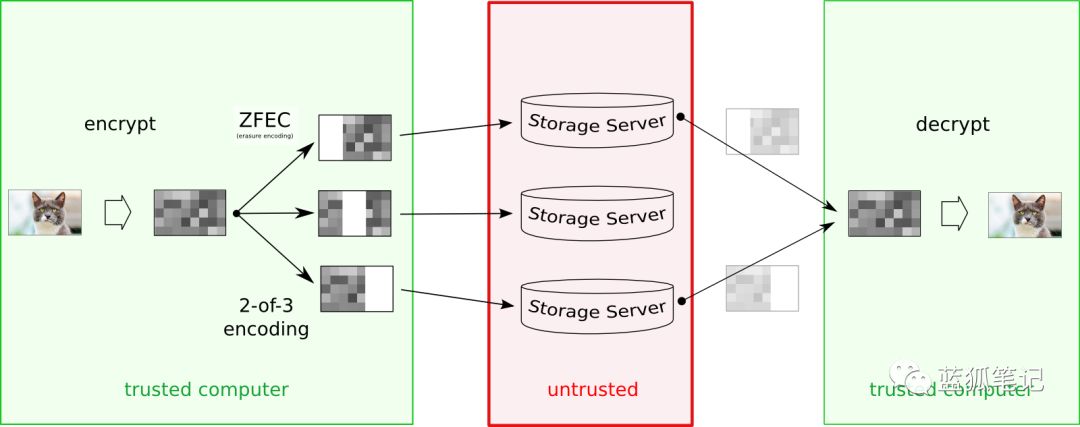 encrypt
ZFEC
(erasure encoding)
2-of-3
encoding
trusted computer
Storage Server
Storage Server
Storage Server
untrusted
decrypt
trusted computer
蓝狐笔记